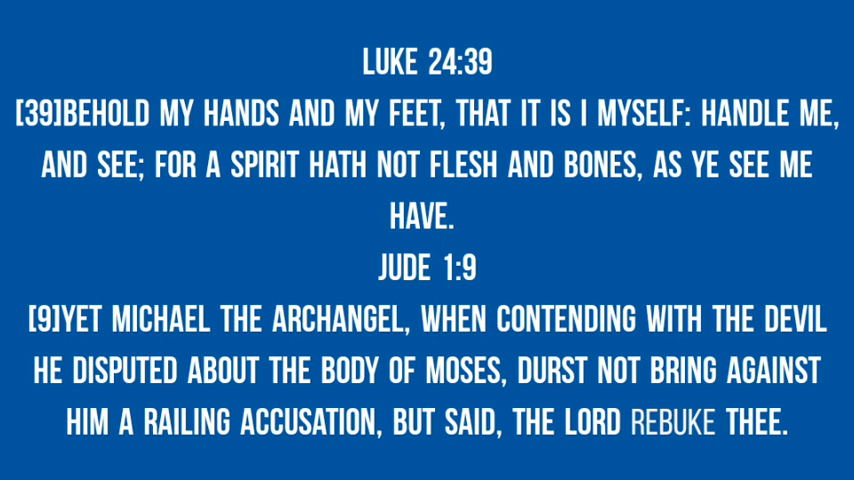 LUKE 24:39
[39]BEHOLD MY HANDS AND MY FEET, THAT IT IS I MYSELF: HANDLE ME,
AND SEE; FOR A SPIRIT HATH NOT FLESH AND BONES, AS YE SEE ME
HAVE.
JUDE 1:9
[9]YET MICHAEL THE ARCHANGEL, WHEN CONTENDING WITH THE DEVIL
HE DISPUTED ABOUT THE BODY OF MOSES, DURST NOT BRING AGAINST
HIM A RAILING ACCUSATION, BUT SAID, THE LORD REBUKE THEE.